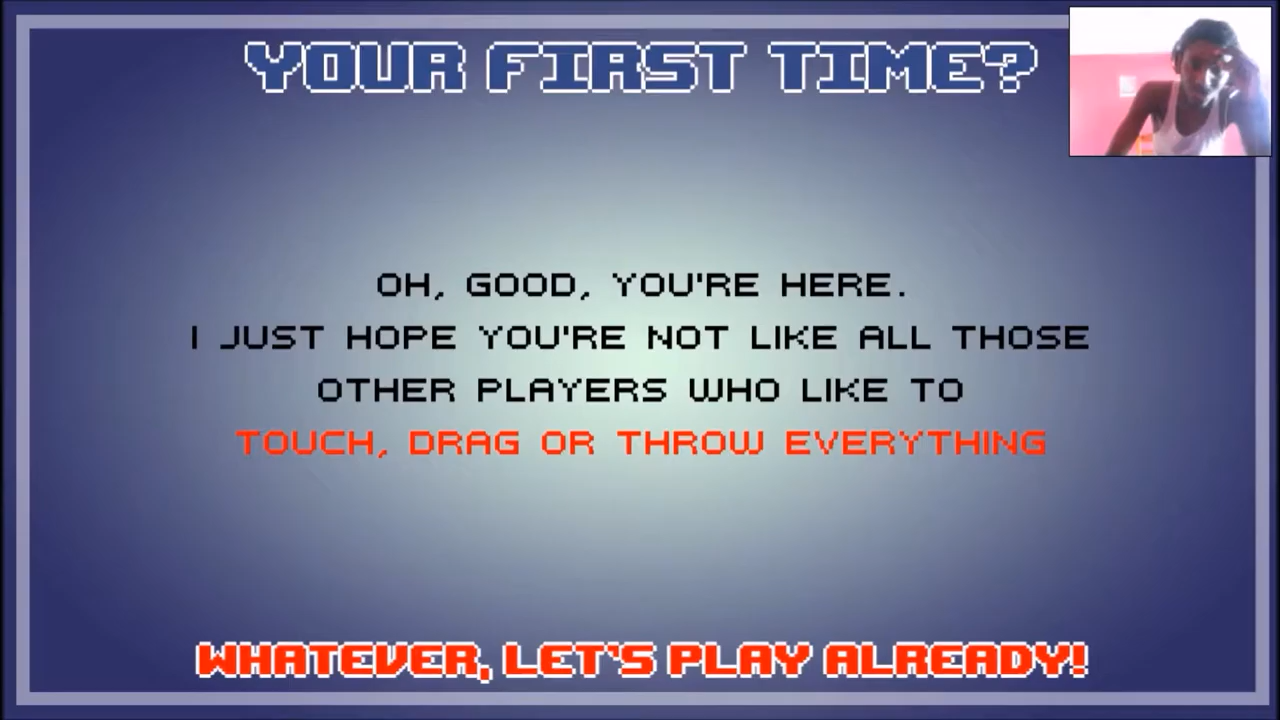 YOUR FIRST TIME?
OH, GOOD, YOU'RE HERE.
I JUST HOPE YOU'RE NOT LIKE ALL THOSE
OTHER PLAYERS WHO LIKE TO
TOUCH, DRAG OR THROW EVERYTHING
WHATEVER, LET'S PLAY ALREADY!